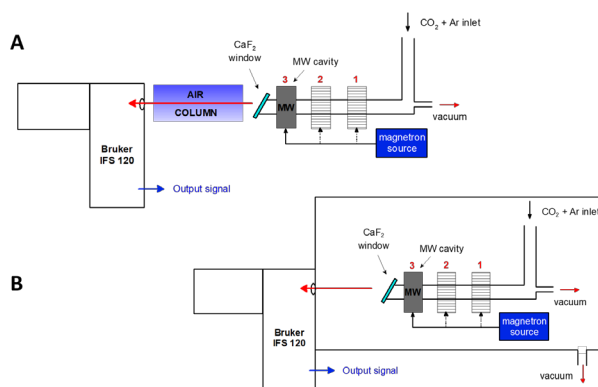 A
CO₂ + Ar inlet
CaF₂
window
MW cavity
3
2
1
AIR
COLUMN
MW
vacuum
Bruker
IFS 120
magnetron
source
Output signal
B
CO₂ + Ar inlet
CaF₂
window
MW cavity
3
2
1
MW
vacuum
Bruker
IFS 120
magnetron
source
Output signal
vacuum